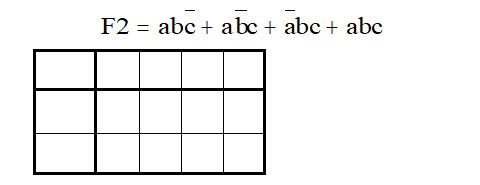 F2 = abc̅ + ab̅c + a̅bc + abc